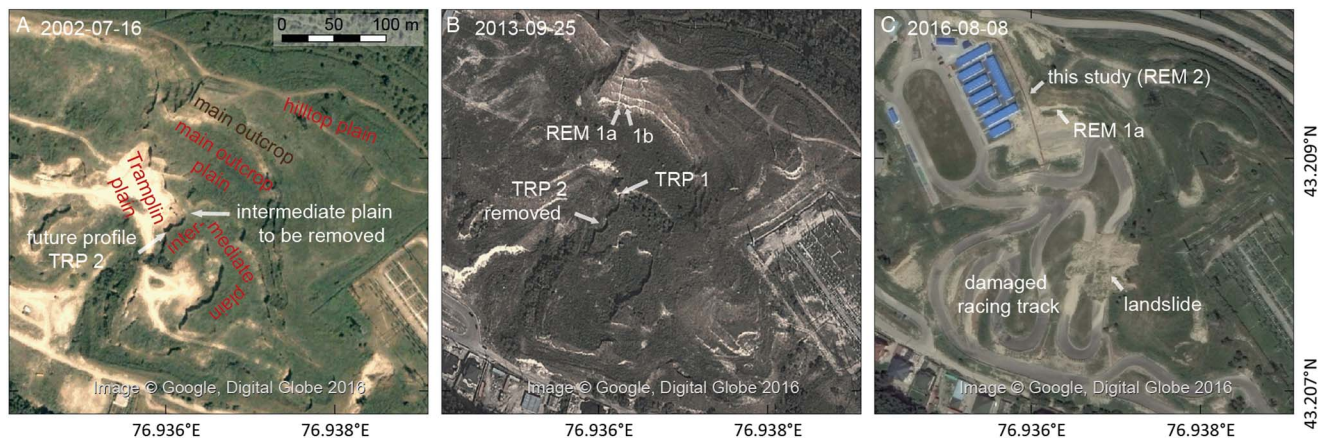 A 2002-07-16
0 50 100 m
main outcrop
hilltop plain
main outcrop
plain
Tramplin
plain
intermediate plain
to be removed
future profile
TRP 2
inter-
mediate plain
Image © Google, Digital Globe 2016
76.936°E 76.938°E
B 2013-09-25
REM 1a 1b
TRP 1
TRP 2
removed
Image © Google, Digital Globe 2016
76.936°E 76.938°E
C 2016-08-08
this study (REM 2)
REM 1a
damaged
racing track
landslide
Image © Google, Digital Globe 2016
76.936°E 76.938°E
43.209°N
43.207°N